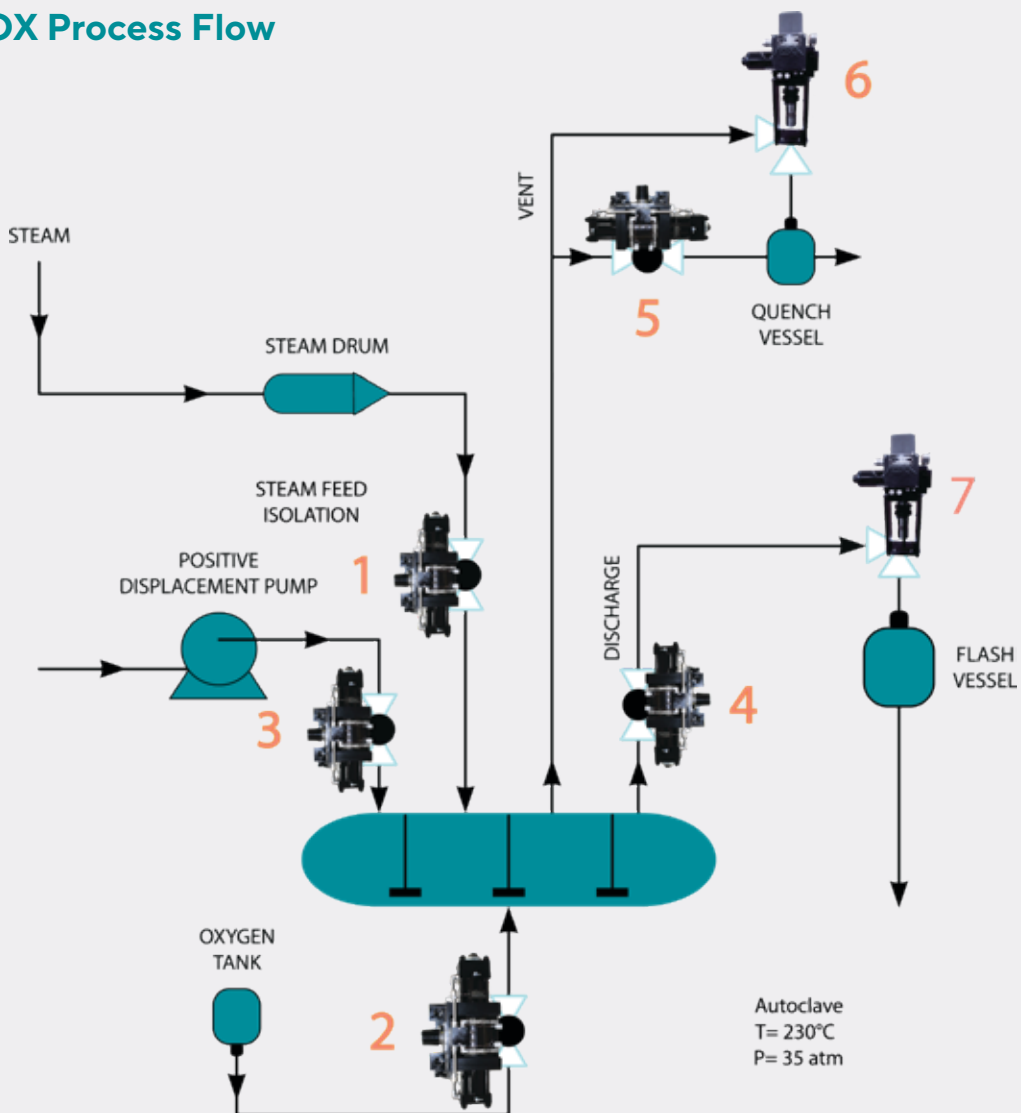 OX Process Flow
6
VENT
STEAM
5
QUENCH
VESSEL
STEAM DRUM
STEAM FEED
ISOLATION
7
1
POSITIVE
DISPLACEMENT PUMP
DISCHARGE
FLASH
VESSEL
4
3
OXYGEN
TANK
2
Autoclave
T= 230°C
P= 35 atm